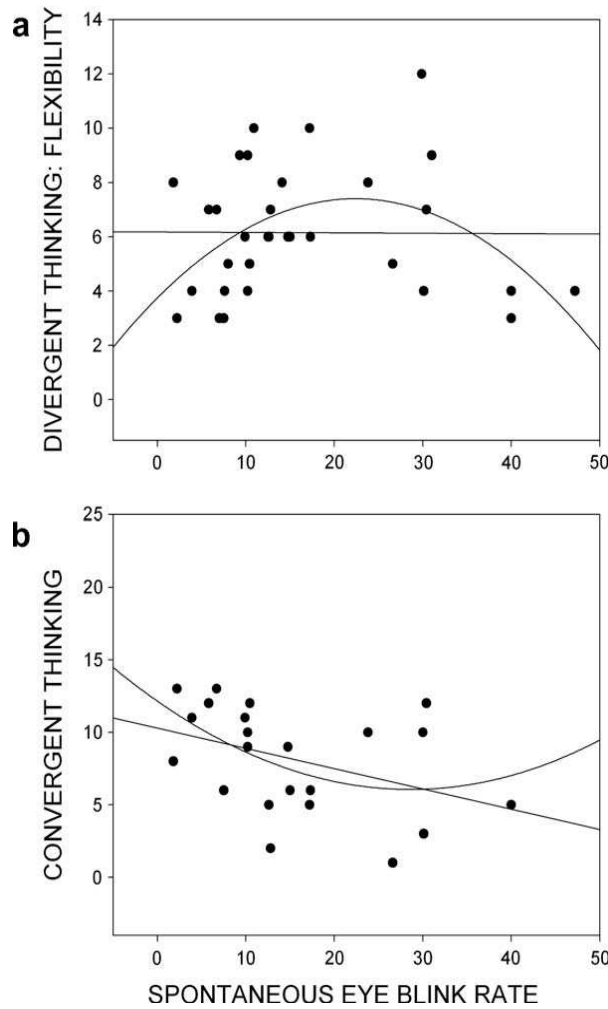 a
DIVERGENT THINKING: FLEXIBILITY
14
12
10
8
6
4
2
0
0 10 20 30 40 50
b
CONVERGENT THINKING
25
20
15
10
5
0
0 10 20 30 40 50
SPONTANEOUS EYE BLINK RATE